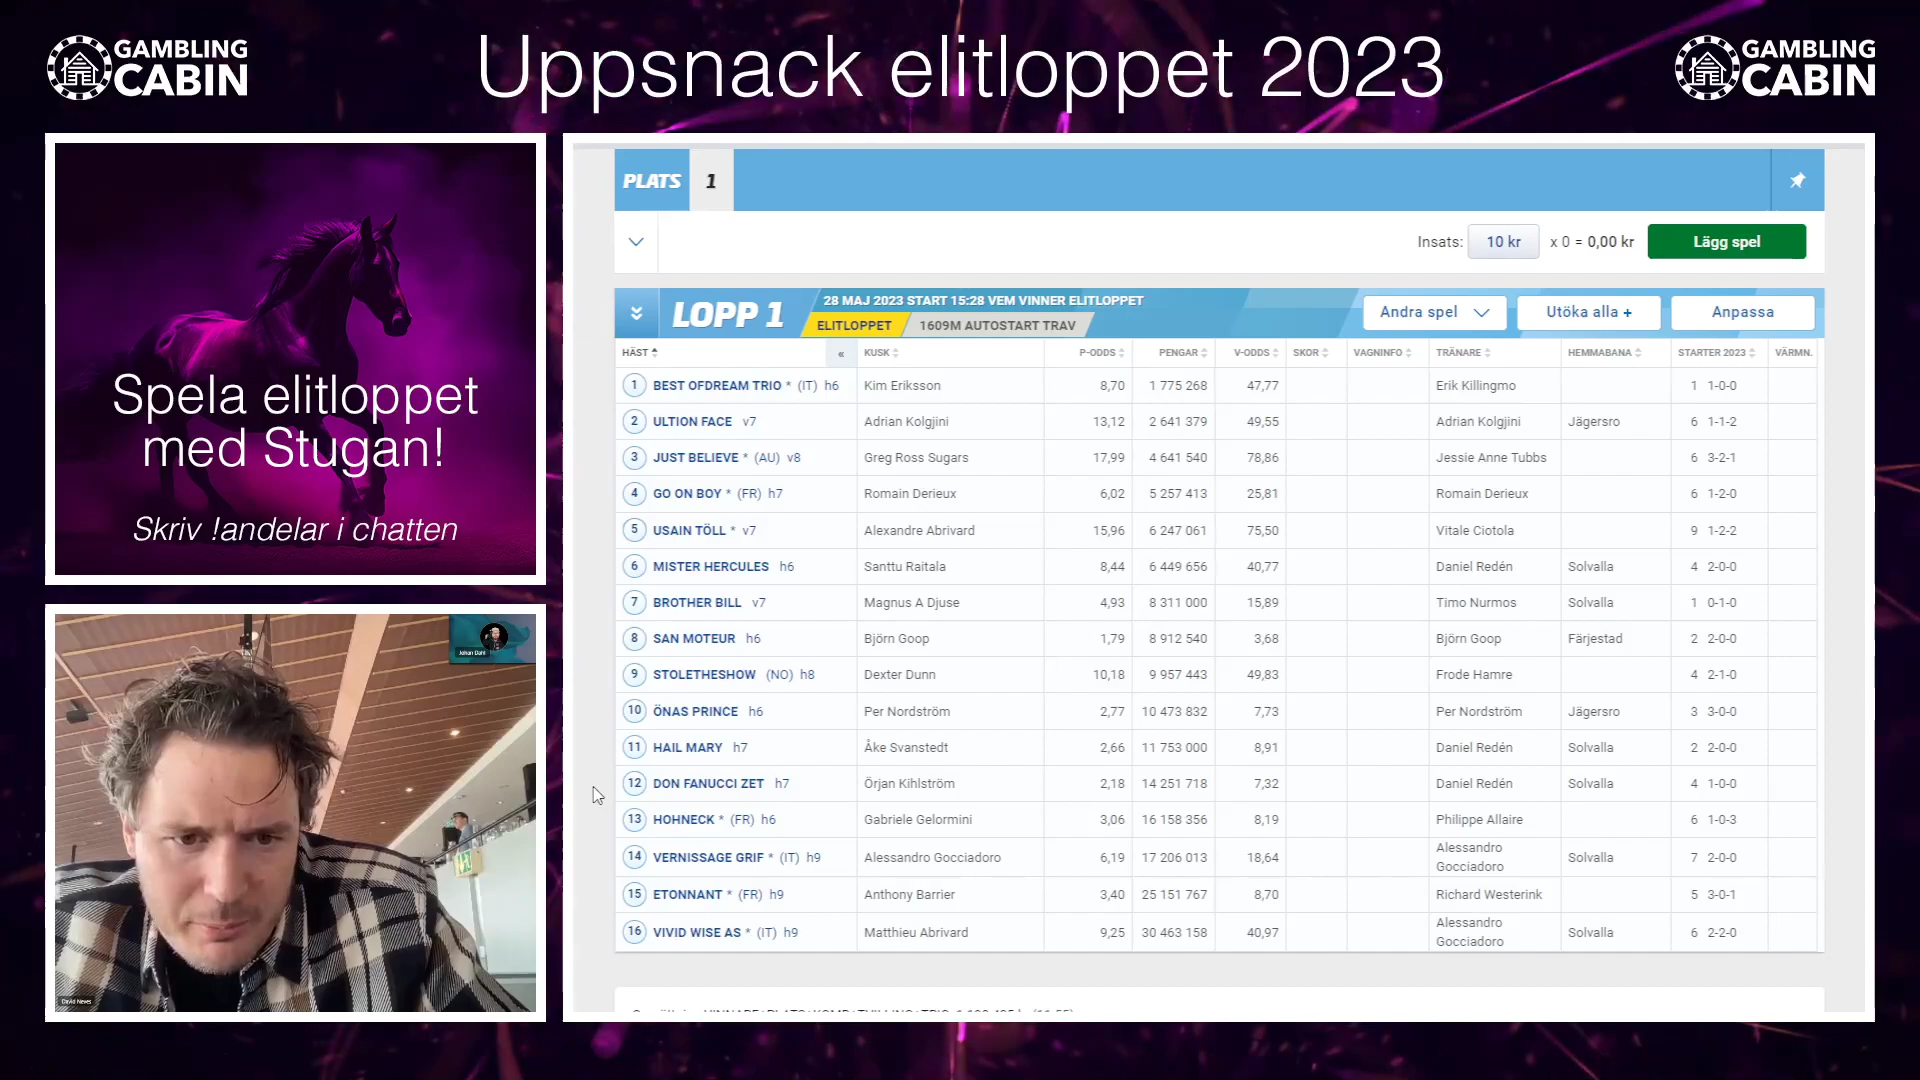 GAMBLING
CABIN
Uppsnack elitloppet 2023
GAMBLING
CABIN
Spela elitloppet
med Stugan!
Skriv !andelar i chatten
Johan Dahl
David Neves
PLATS 1
Insats: 10 kr x 0 = 0,00 kr Lägg spel
LOPP 1
28 MAJ 2023 START 15:28 VEM VINNER ELITLOPPET
ELITLOPPET 1609M AUTOSTART TRAV
Andra spel Utöka alla + Anpassa
HÄST « KUSK P-ODDS PENGAR V-ODDS SKOR VAGNINFO TRÄNARE HEMMABANA STARTER 2023 VÄRMN.
1 BEST OFDREAM TRIO * (IT) h6 Kim Eriksson 8,70 1 775 268 47,77 Erik Killingmo 1 1-0-0
2 ULTION FACE v7 Adrian Kolgjini 13,12 2 641 379 49,55 Adrian Kolgjini Jägersro 6 1-1-2
3 JUST BELIEVE * (AU) v8 Greg Ross Sugars 17,99 4 641 540 78,86 Jessie Anne Tubbs 6 3-2-1
4 GO ON BOY * (FR) h7 Romain Derieux 6,02 5 257 413 25,81 Romain Derieux 6 1-2-0
5 USAIN TÖLL * v7 Alexandre Abrivard 15,96 6 247 061 75,50 Vitale Ciotola 9 1-2-2
6 MISTER HERCULES h6 Santtu Raitala 8,44 6 449 656 40,77 Daniel Redén Solvalla 4 2-0-0
7 BROTHER BILL v7 Magnus A Djuse 4,93 8 311 000 15,89 Timo Nurmos Solvalla 1 0-1-0
8 SAN MOTEUR h6 Björn Goop 1,79 8 912 540 3,68 Björn Goop Färjestad 2 2-0-0
9 STOLETHESHOW (NO) h8 Dexter Dunn 10,18 9 957 443 49,83 Frode Hamre 4 2-1-0
10 ÖNAS PRINCE h6 Per Nordström 2,77 10 473 832 7,73 Per Nordström Jägersro 3 3-0-0
11 HAIL MARY h7 Åke Svanstedt 2,66 11 753 000 8,91 Daniel Redén Solvalla 2 2-0-0
12 DON FANUCCI ZET h7 Örjan Kihlström 2,18 14 251 718 7,32 Daniel Redén Solvalla 4 1-0-0
13 HOHNECK * (FR) h6 Gabriele Gelormini 3,06 16 158 356 8,19 Philippe Allaire 6 1-0-3
14 VERNISSAGE GRIF * (IT) h9 Alessandro Gocciadoro 6,19 17 206 013 18,64 Alessandro Gocciadoro Solvalla 7 2-0-0
15 ETONNANT * (FR) h9 Anthony Barrier 3,40 25 151 767 8,70 Richard Westerink 5 3-0-1
16 VIVID WISE AS * (IT) h9 Matthieu Abrivard 9,25 30 463 158 40,97 Alessandro Gocciadoro Solvalla 6 2-2-0